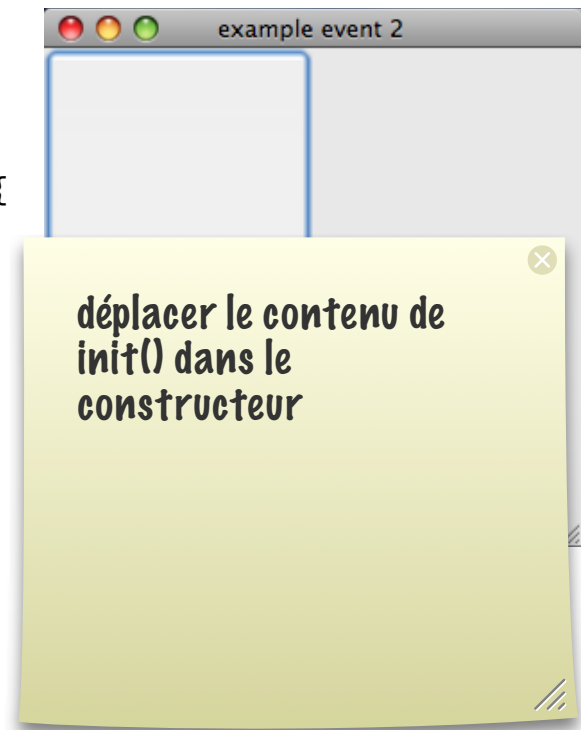 example event 2
{
déplacer le contenu de
init() dans le
constructeur